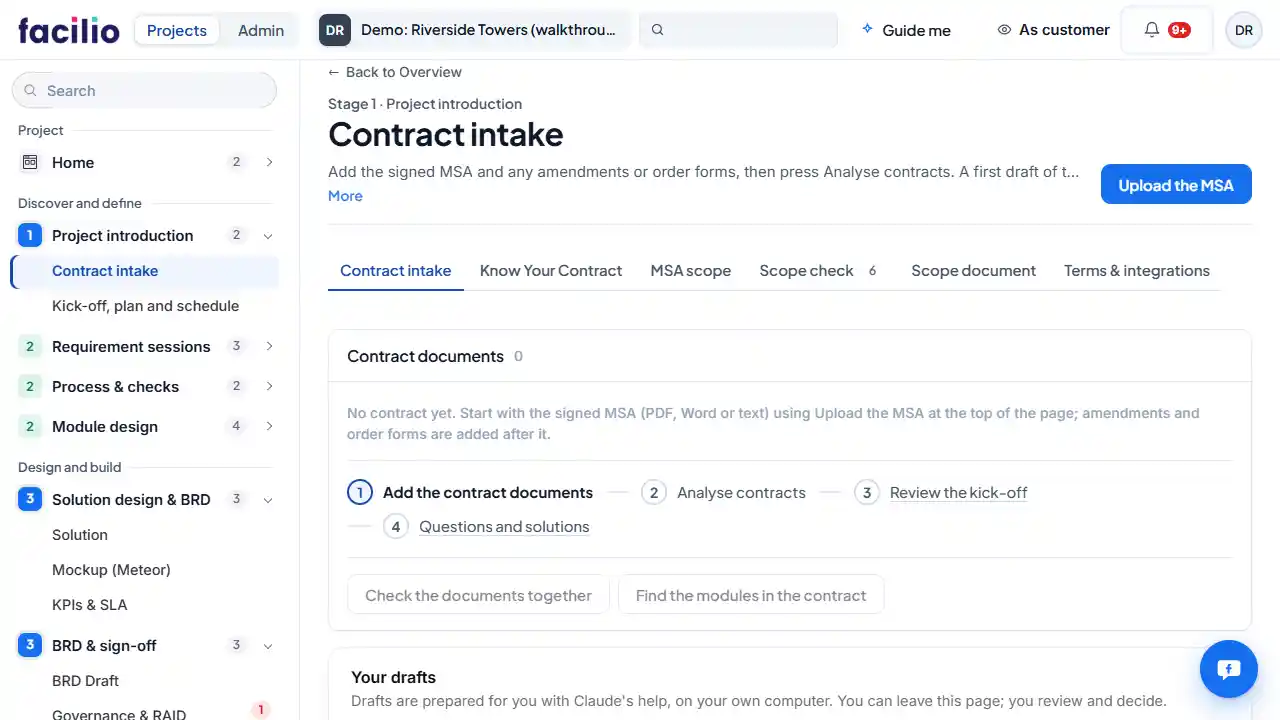 facilio
Projects
Admin
DR
Demo: Riverside Towers (walkthrou...
Guide me
As customer
9+
DR
Search
Project
Home
2
Discover and define
1
Project introduction
2
Contract intake
Kick-off, plan and schedule
2
Requirement sessions
3
2
Process & checks
2
2
Module design
4
Design and build
3
Solution design & BRD
3
Solution
Mockup (Meteor)
KPIs & SLA
3
BRD & sign-off
3
BRD Draft
Governance & RAID
1
← Back to Overview
Stage 1 · Project introduction
Contract intake
Add the signed MSA and any amendments or order forms, then press Analyse contracts. A first draft of t...
More
Upload the MSA
Contract intake
Know Your Contract
MSA scope
Scope check 6
Scope document
Terms & integrations
Contract documents 0
No contract yet. Start with the signed MSA (PDF, Word or text) using Upload the MSA at the top of the page; amendments and
order forms are added after it.
1 Add the contract documents
2 Analyse contracts
3 Review the kick-off
4 Questions and solutions
Check the documents together
Find the modules in the contract
Your drafts
Drafts are prepared for you with Claude's help, on your own computer. You can leave this page; you review and decide.